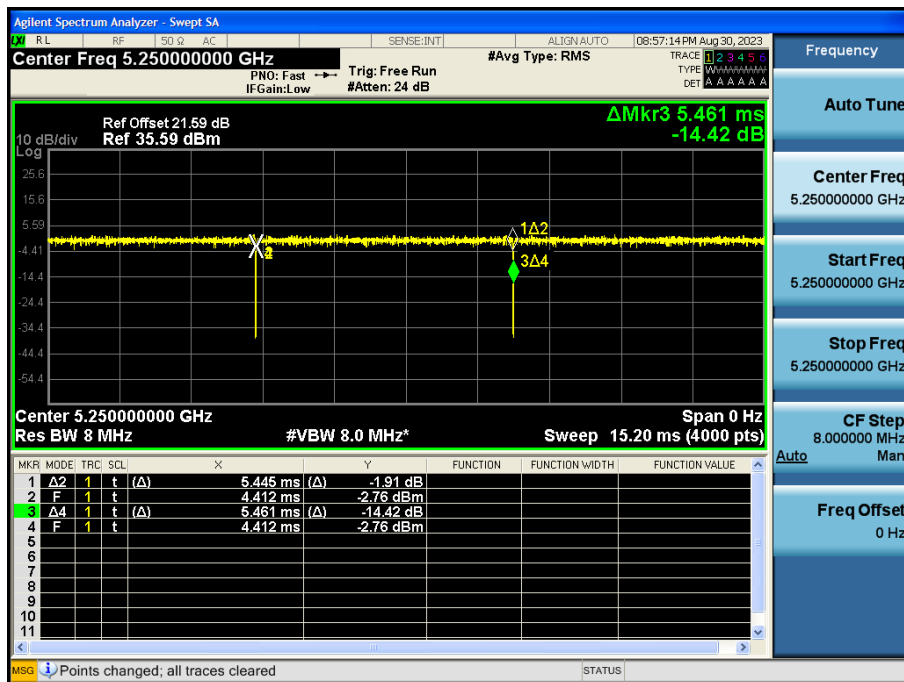 Agilent Spectrum Analyzer - Swept SA
LXI RL RF 50 Ω AC SENSE:INT ALIGN AUTO 08:57:14 PM Aug 30, 2023
Center Freq 5.250000000 GHz #Avg Type: RMS TRACE 1 2 3 4 5 6
PNO: Fast Trig: Free Run TYPE
IFGain:Low #Atten: 24 dB DET A A A A A A
ΔMkr3 5.461 ms
-14.42 dB
Ref Offset 21.59 dB
10 dB/div Ref 35.59 dBm
Log
25.6
15.6
5.59
-4.41
-14.4
-24.4
-34.4
-44.4
-54.4
1Δ2
3Δ4
Center 5.250000000 GHz Span 0 Hz
Res BW 8 MHz #VBW 8.0 MHz* Sweep 15.20 ms (4000 pts)
MKR MODE TRC SCL X Y FUNCTION FUNCTION WIDTH FUNCTION VALUE
1 Δ2 1 t (Δ) 5.445 ms (Δ) -1.91 dB
2 F 1 t 4.412 ms -2.76 dBm
3 Δ4 1 t (Δ) 5.461 ms (Δ) -14.42 dB
4 F 1 t 4.412 ms -2.76 dBm
5
6
7
8
9
10
11
MSG Points changed; all traces cleared STATUS
Frequency
Auto Tune
Center Freq
5.250000000 GHz
Start Freq
5.250000000 GHz
Stop Freq
5.250000000 GHz
CF Step
8.000000 MHz
Auto Man
Freq Offset
0 Hz